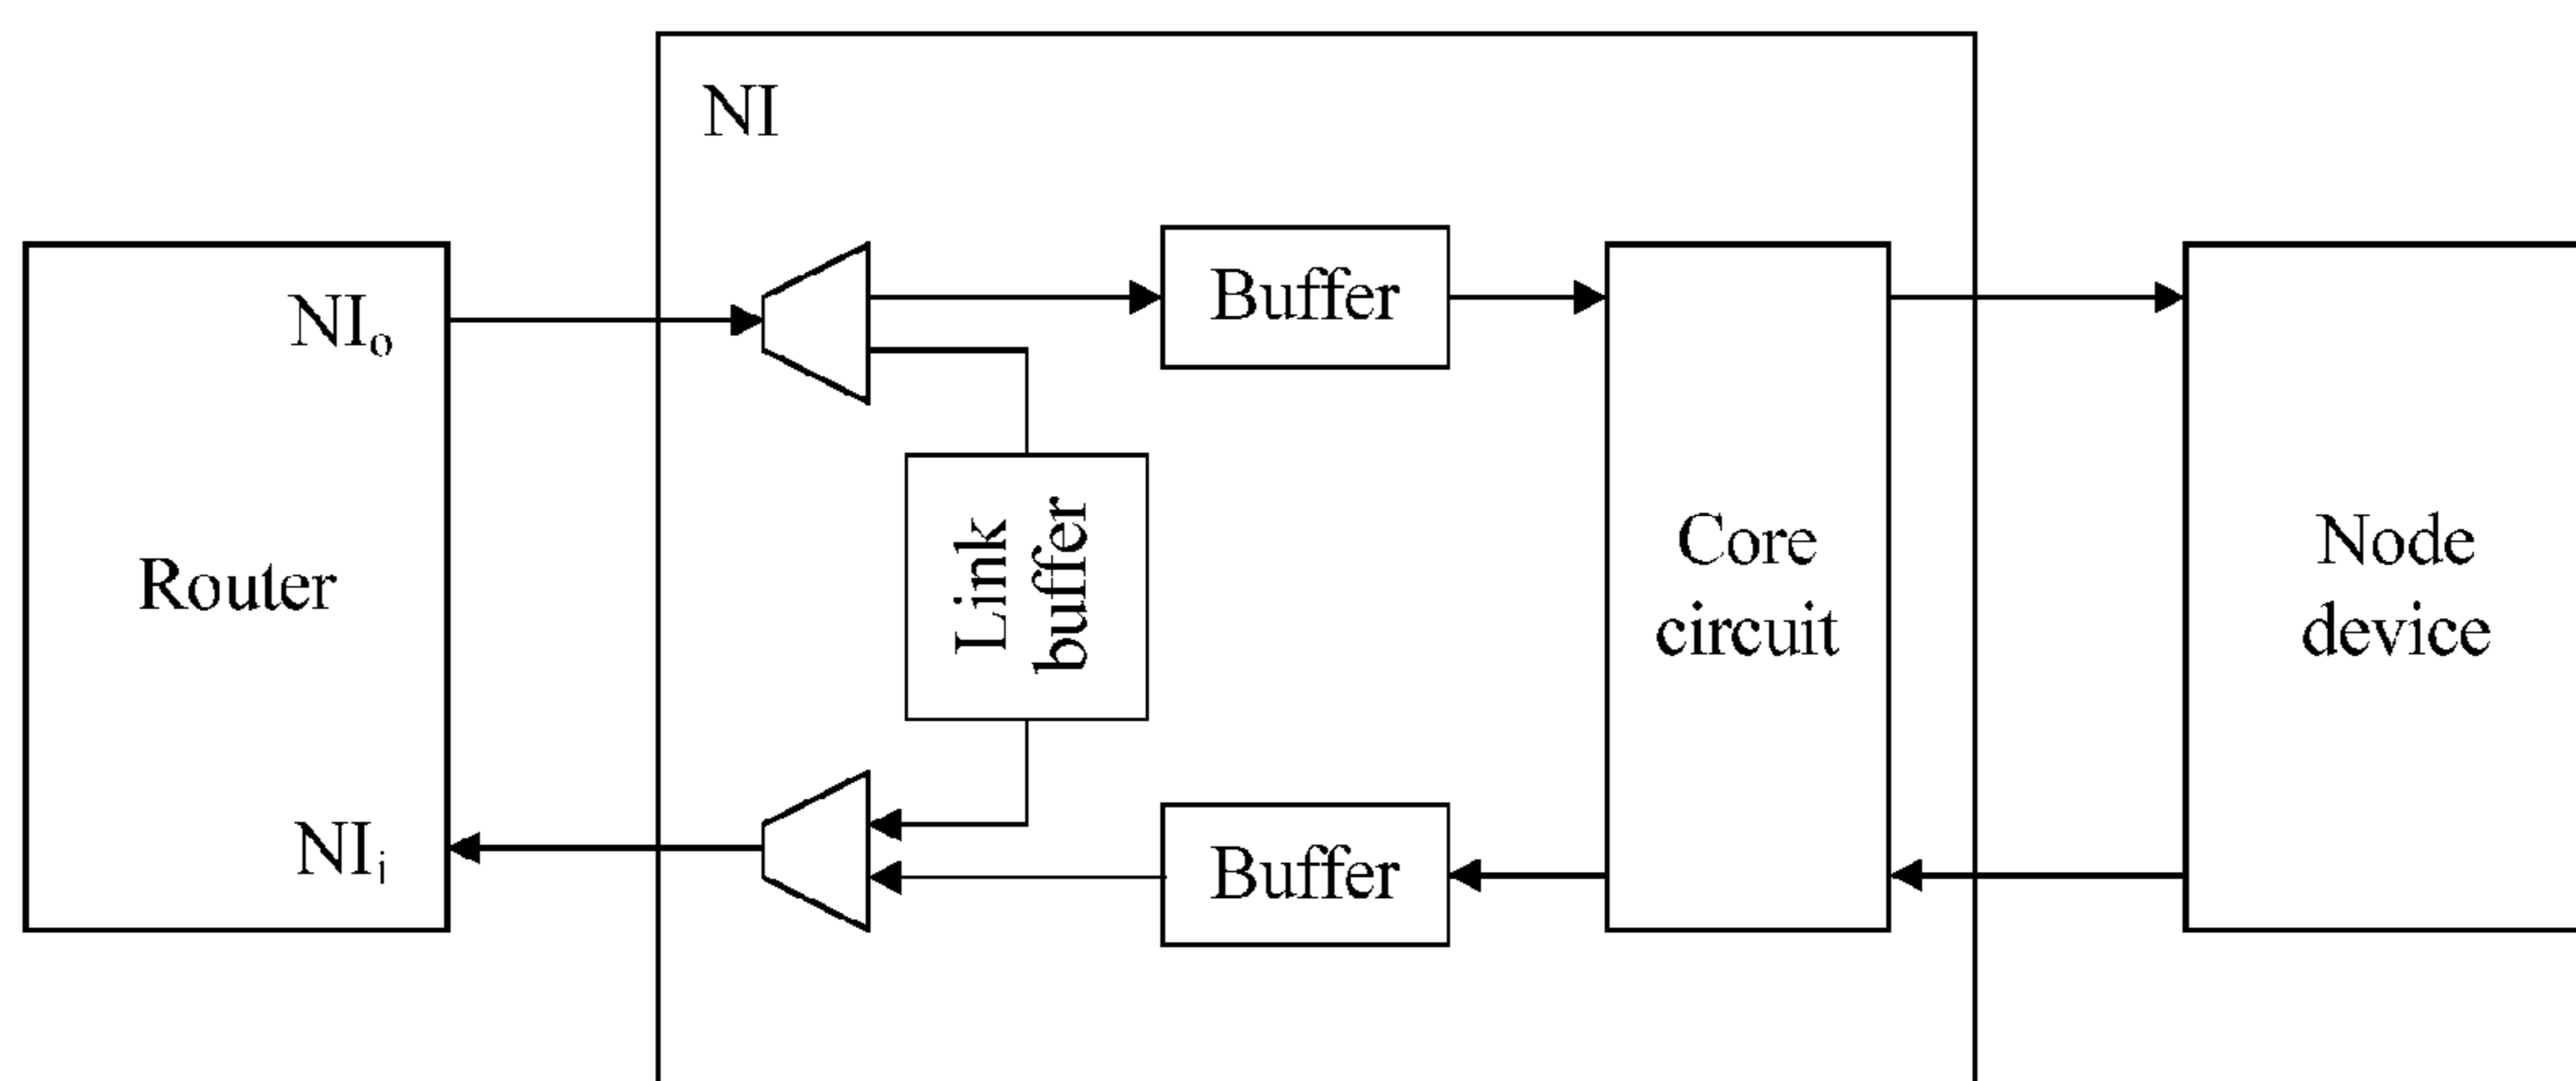 NI
NIo
Buffer
Router
Link
buffer
Core
circuit
Node
device
NIi
Buffer